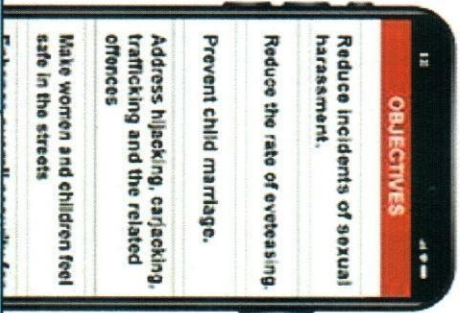 OBJECTIVES
Reduce incidents of sexual
harassment.
Reduce the rate of eveteasing.
Prevent child marriage.
Address hijacking, carjacking,
trafficking and the related
offences
Make women and children feel
safe in the streets